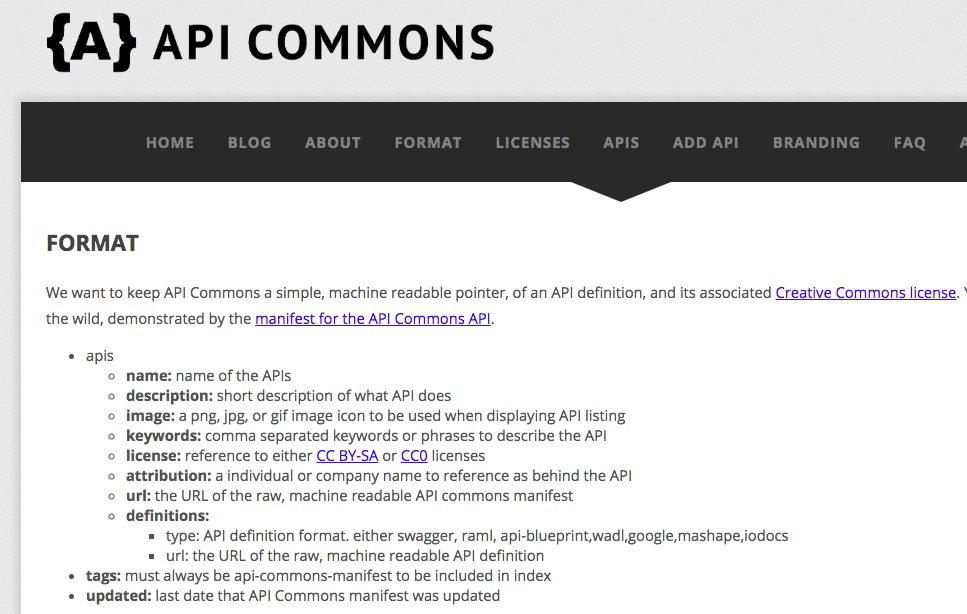 {A} API COMMONS
HOME BLOG ABOUT FORMAT LICENSES APIS ADD API BRANDING FAQ
FORMAT
We want to keep API Commons a simple, machine readable pointer, of an API definition, and its associated Creative Commons license.
the wild, demonstrated by the manifest for the API Commons API.
apis
name: name of the APIs
description: short description of what API does
image: a png, jpg, or gif image icon to be used when displaying API listing
keywords: comma separated keywords or phrases to describe the API
license: reference to either CC BY-SA or CC0 licenses
attribution: a individual or company name to reference as behind the API
url: the URL of the raw, machine readable API commons manifest
definitions:
type: API definition format. either swagger, raml, api-blueprint,wadl,google,mashape,iodocs
url: the URL of the raw, machine readable API definition
tags: must always be api-commons-manifest to be included in index
updated: last date that API Commons manifest was updated